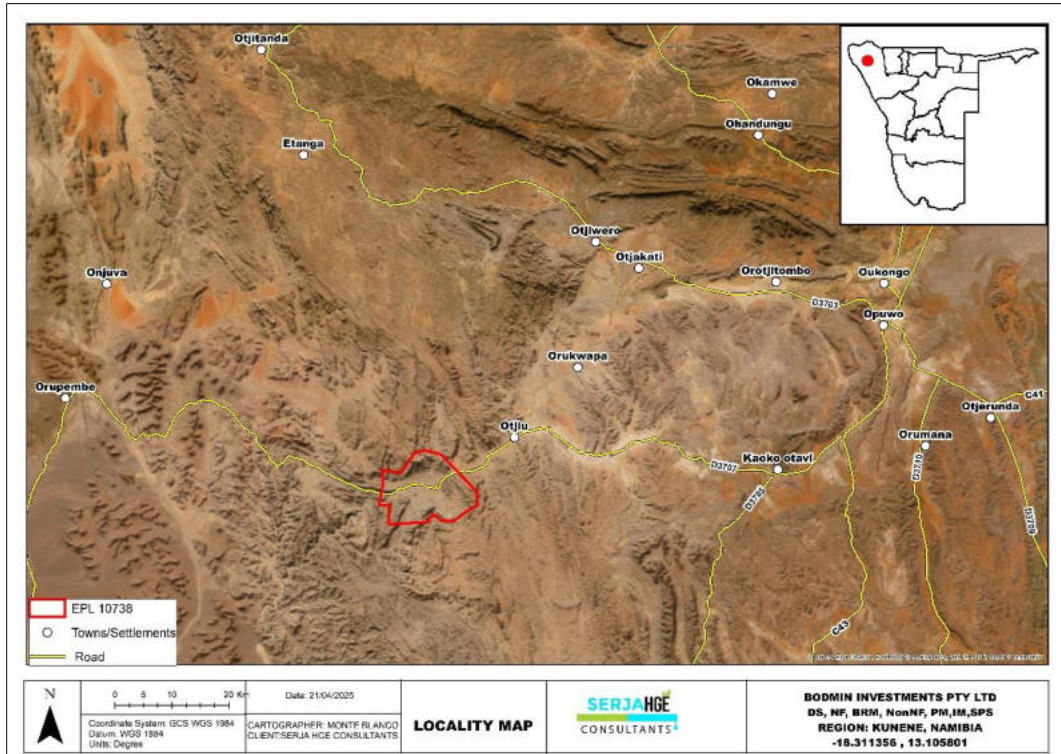 Otjitanda
Okamwe
Ohandungu
Etanga
Otjiwero
Otjakati
Onjuva
Orotjitombo
Oukongo
D3703
Opuwo
Orukwapa
Orupembe
C41
Otjerunda
Otjiu
Orumana
Kaoko otavi
D3707
D3705
D3710
D3709
C43
EPL 10738
Towns/Settlements
Road
N
0 5 10 20 Km
Coordinate System: GCS WGS 1984
Datum: WGS 1984
Units: Degree
Date: 21/04/2025
CARTOGRAPHER: MONTE BLANCO
CLIENT:SERJA HGE CONSULTANTS
LOCALITY MAP
SERJAHGE
CONSULTANTS
BODMIN INVESTMENTS PTY LTD
DS, NF, BRM, NonNF, PM,IM,SPS
REGION: KUNENE, NAMIBIA
-18.311356 , 13.105801